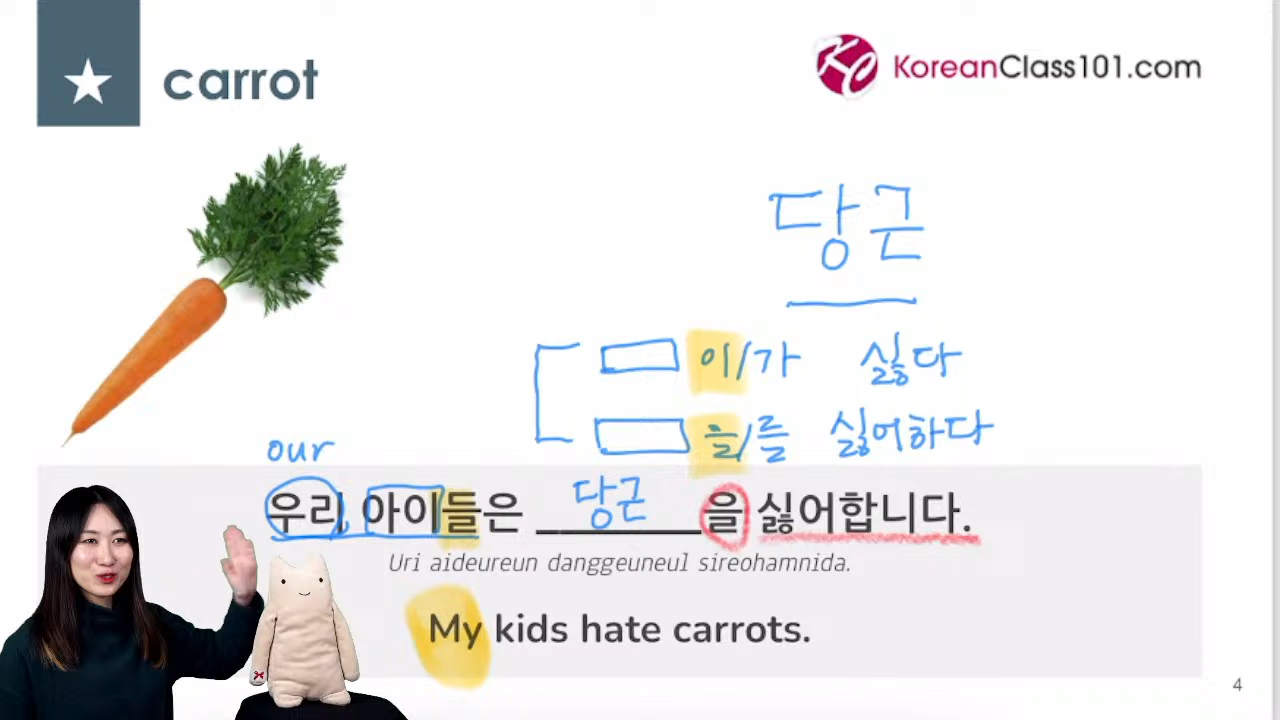 carrot
KoreanClass101.com
당근
이/가 싫다
을/를 싫어하다
our
우리 아이들은 당근을 싫어합니다.
Uri aideureun danggeuneul sireohamnida.
My kids hate carrots.
4